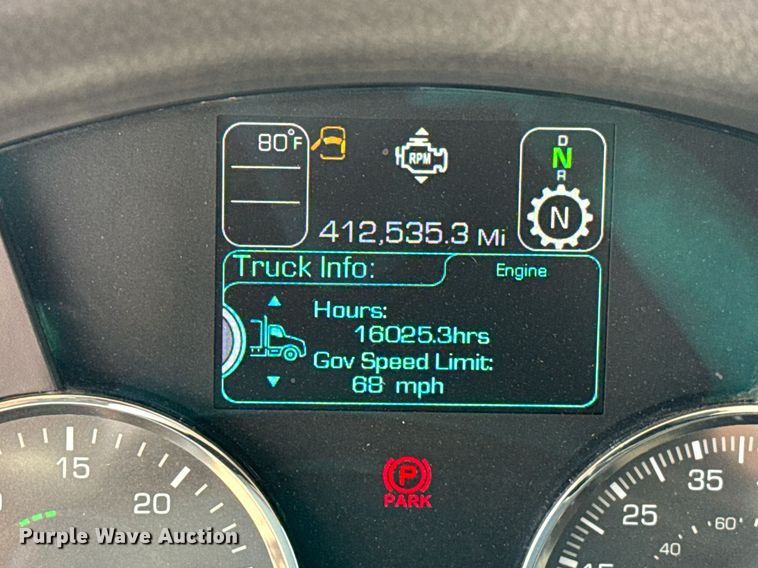 80°F
RPM
D
N
R
N
412,535.3 Mi
Truck Info:
Engine
Hours:
16025.3hrs
Gov Speed Limit:
68 mph
P
PARK
15
20
35
25
60
40
Purple Wave Auction